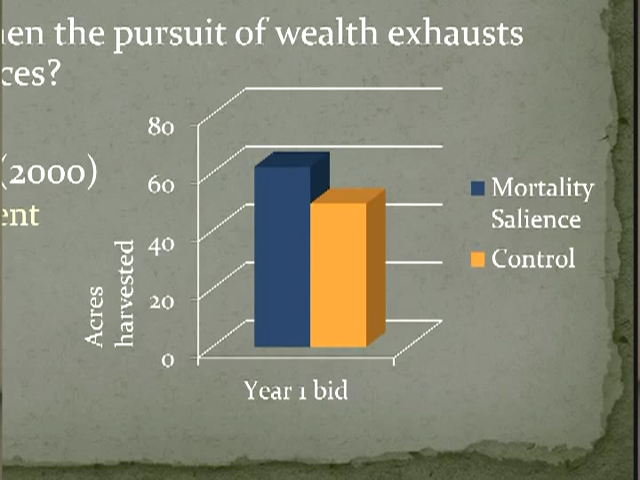 en the pursuit of wealth exhausts
ces?
(2000)
ent
80
60
40
20
0
Acres
harvested
Year 1 bid
Mortality
Salience
Control